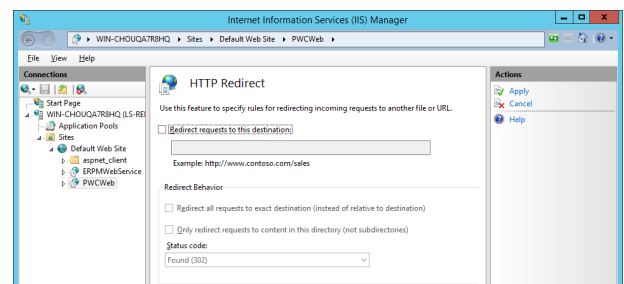 Internet Information Services (IIS) Manager
WIN-CHOUQA7R8HQ Sites Default Web Site PWCWeb
File View Help
Connections
Start Page
WIN-CHOUQA7R8HQ (LS-REI
Application Pools
Sites
Default Web Site
aspnet_client
ERPMWebService
PWCWeb
HTTP Redirect
Use this feature to specify rules for redirecting incoming requests to another file or URL.
Redirect requests to this destination:
Example: http://www.contoso.com/sales
Redirect Behavior
Redirect all requests to exact destination (instead of relative to destination)
Only redirect requests to content in this directory (not subdirectories)
Status code:
Found (302)
Actions
Apply
Cancel
Help